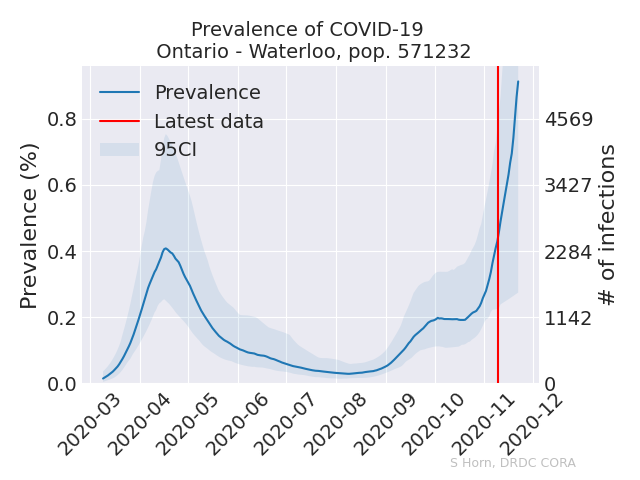 Prevalence of COVID-19
Ontario - Waterloo, pop. 571232
Prevalence
Latest data
95CI
Prevalence (%)
0.8
0.6
0.4
0.2
0.0
4569
3427
2284
1142
0
# of infections
2020-03
2020-04
2020-05
2020-06
2020-07
2020-08
2020-09
2020-10
2020-11
2020-12
S Horn, DRDC CORA